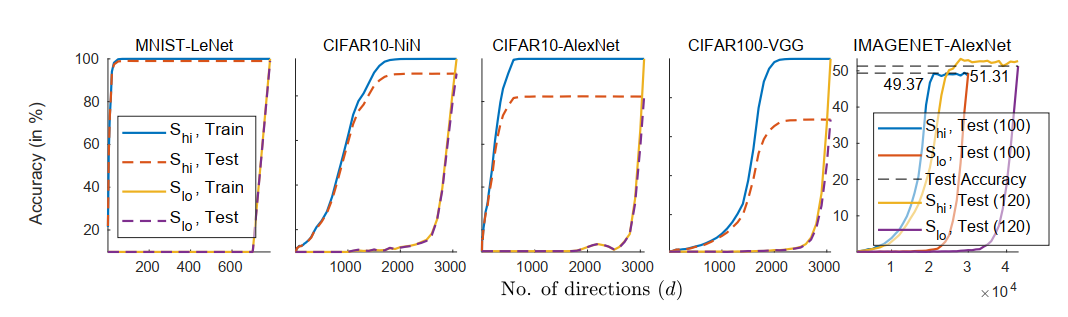 MNIST-LeNet
CIFAR10-NiN
CIFAR10-AlexNet
CIFAR100-VGG
IMAGENET-AlexNet
Accuracy (in %)
100
80
60
40
20
S_hi, Train
S_hi, Test
S_lo, Train
S_lo, Test
200 400 600
1000 2000 3000
1000 2000 3000
1000 2000 3000
50
40
30
20
10
49.37
51.31
S_hi, Test (100)
S_lo, Test (100)
Test Accuracy
S_hi, Test (120)
S_lo, Test (120)
1 2 3 4
×10^4
No. of directions (d)